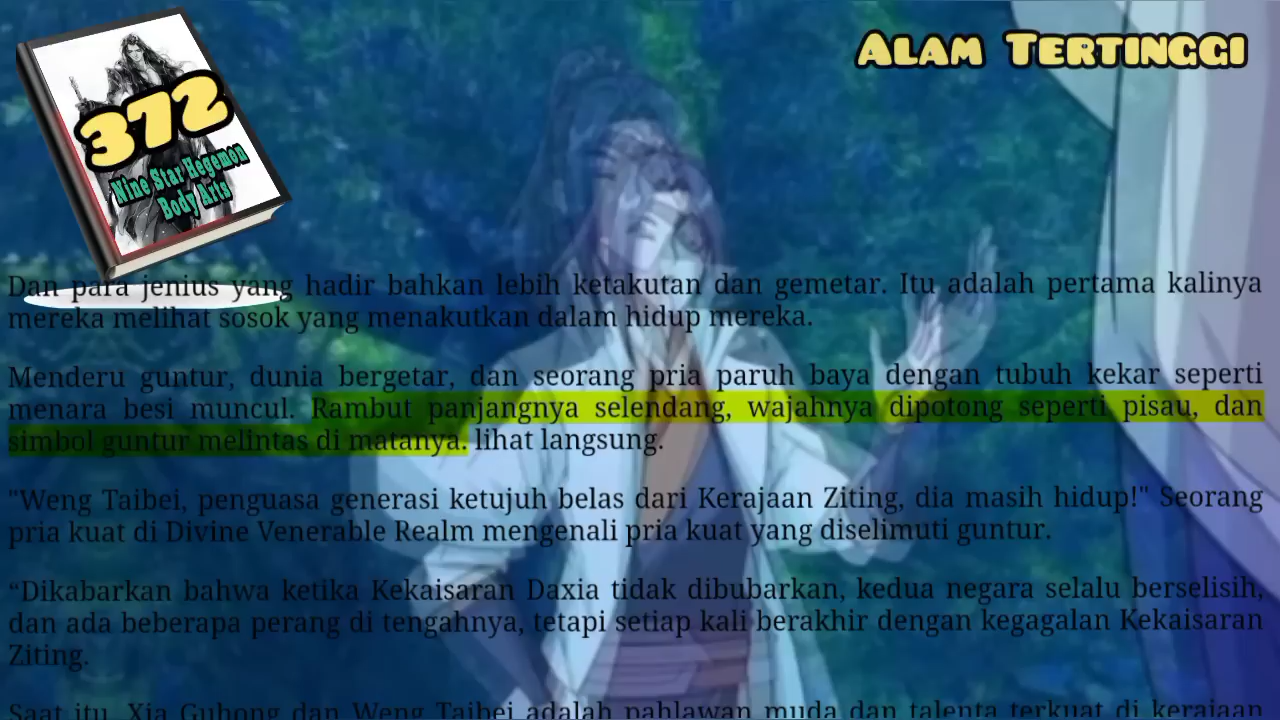 ALAM TERTINGGI
372
Nine Star Hegemon
Body Arts
Dan para jenius yang hadir bahkan lebih ketakutan dan gemetar. Itu adalah pertama kalinya
mereka melihat sosok yang menakutkan dalam hidup mereka.
Menderu guntur, dunia bergetar, dan seorang pria paruh baya dengan tubuh kekar seperti
menara besi muncul. Rambut panjangnya selendang, wajahnya dipotong seperti pisau, dan
simbol guntur melintas di matanya. lihat langsung.
"Weng Taibei, penguasa generasi ketujuh belas dari Kerajaan Ziting, dia masih hidup!" Seorang
pria kuat di Divine Venerable Realm mengenali pria kuat yang diselimuti guntur.
“Dikabarkan bahwa ketika Kekaisaran Daxia tidak dibubarkan, kedua negara selalu berselisih,
dan ada beberapa perang di tengahnya, tetapi setiap kali berakhir dengan kegagalan Kekaisaran
Ziting.
Saat itu, Xia Guhong dan Weng Taibei adalah pahlawan muda dan talenta terkuat di kerajaan